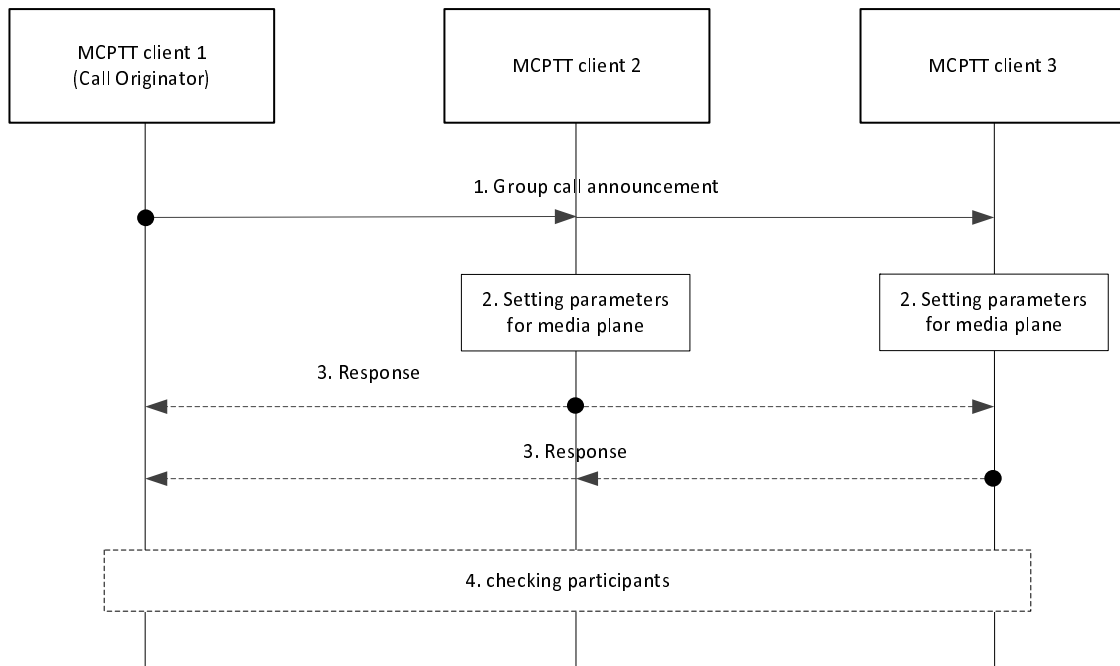 MCPTT client 1
(Call Originator)
MCPTT client 2
MCPTT client 3
1. Group call announcement
2. Setting parameters
for media plane
2. Setting parameters
for media plane
3. Response
3. Response
4. checking participants